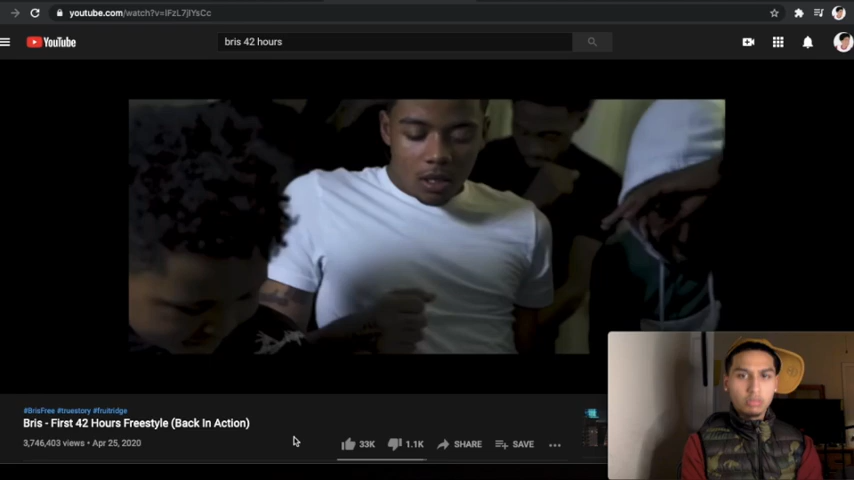 youtube.com/watch?v=IFzL7jIYsCc
YouTube
bris 42 hours
#BrisFree #truestory #fruitridge
Bris - First 42 Hours Freestyle (Back In Action)
3,746,403 views • Apr 25, 2020
33K
1.1K
SHARE
SAVE